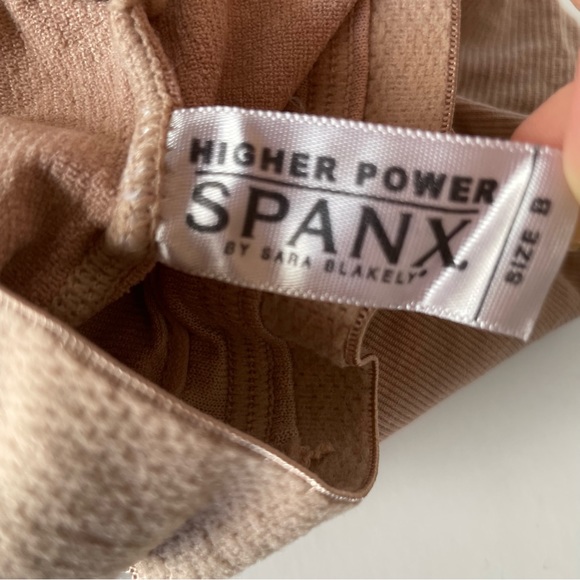 HIGHER POWER
SPANX.
BY SARA BLAKELY®
SIZE B